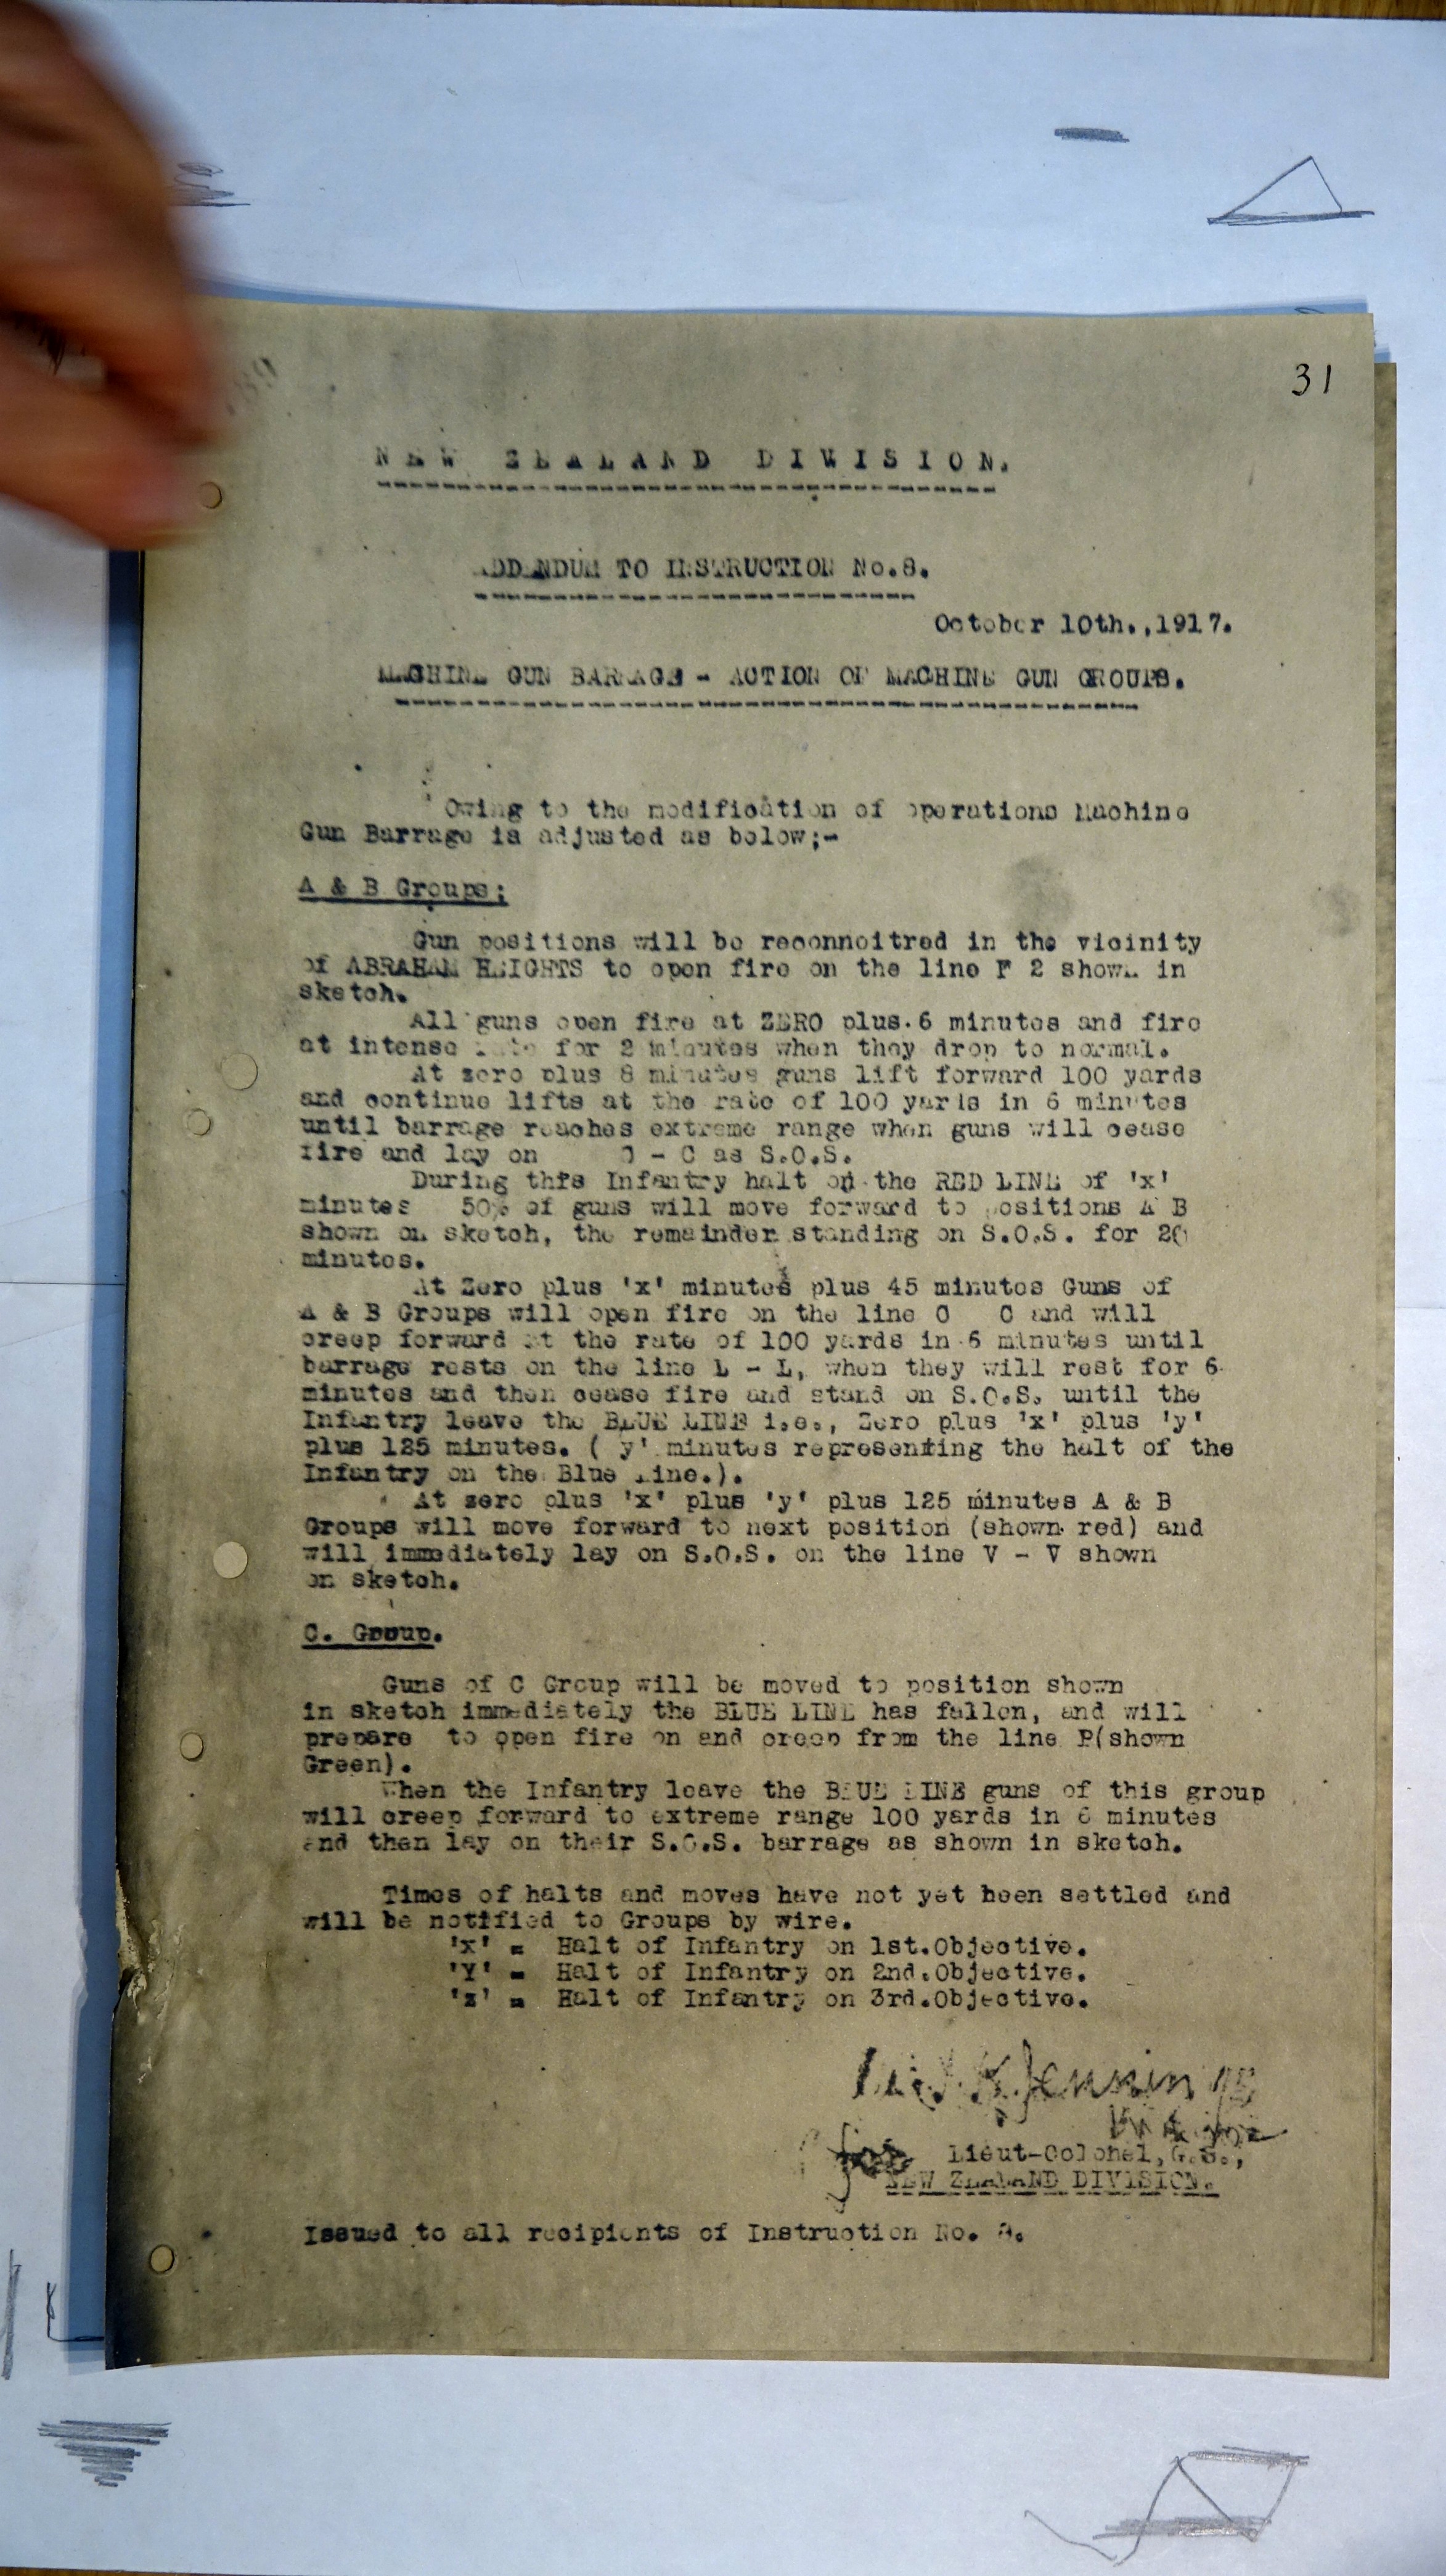 31
NEW ZEALAND DIVISION.
ADDENDUM TO INSTRUCTION No.8.
October 10th.,1917.
MACHINE GUN BARRAGE - ACTION OF MACHINE GUN GROUPS.
Owing to the modification of operations Machine
Gun Barrage is adjusted as below;-
A & B Groups;
Gun positions will be reconnoitred in the vicinity
of ABRAHAM HEIGHTS to open fire on the line F 2 shown in
sketch.
All guns open fire at ZERO plus 6 minutes and fire
at intense rate for 2 minutes when they drop to normal.
At zero plus 8 minutes guns lift forward 100 yards
and continue lifts at the rate of 100 yards in 6 minutes
until barrage reaches extreme range when guns will cease
fire and lay on - C as S.O.S.
During this Infantry halt on the RED LINE of 'x'
minutes 50% of guns will move forward to positions A B
shown on sketch, the remainder standing on S.O.S. for 20
minutes.
At Zero plus 'x' minutes plus 45 minutes Guns of
A & B Groups will open fire on the line C C and will
creep forward at the rate of 100 yards in 6 minutes until
barrage rests on the line L - L, when they will rest for 6
minutes and then cease fire and stand on S.O.S. until the
Infantry leave the BLUE LINE i.e., Zero plus 'x' plus 'y'
plus 125 minutes. ( y' minutes representing the halt of the
Infantry on the Blue Line.).
At zero plus 'x' plus 'y' plus 125 minutes A & B
Groups will move forward to next position (shown red) and
will immediately lay on S.O.S. on the line V - V shown
on sketch.
C. Group.
Guns of C Group will be moved to position shown
in sketch immediately the BLUE LINE has fallen, and will
prepare to open fire on and creep from the line P(shown
Green).
When the Infantry leave the BLUE LINE guns of this group
will creep forward to extreme range 100 yards in 6 minutes
and then lay on their S.O.S. barrage as shown in sketch.
Times of halts and moves have not yet been settled and
will be notified to Groups by wire.
'x' = Halt of Infantry on 1st.Objective.
'Y' = Halt of Infantry on 2nd.Objective.
'z' = Halt of Infantry on 3rd.Objective.
Jennings
for Lieut-Colonel, G.S.,
NEW ZEALAND DIVISION.
Issued to all recipients of Instruction No. 8.